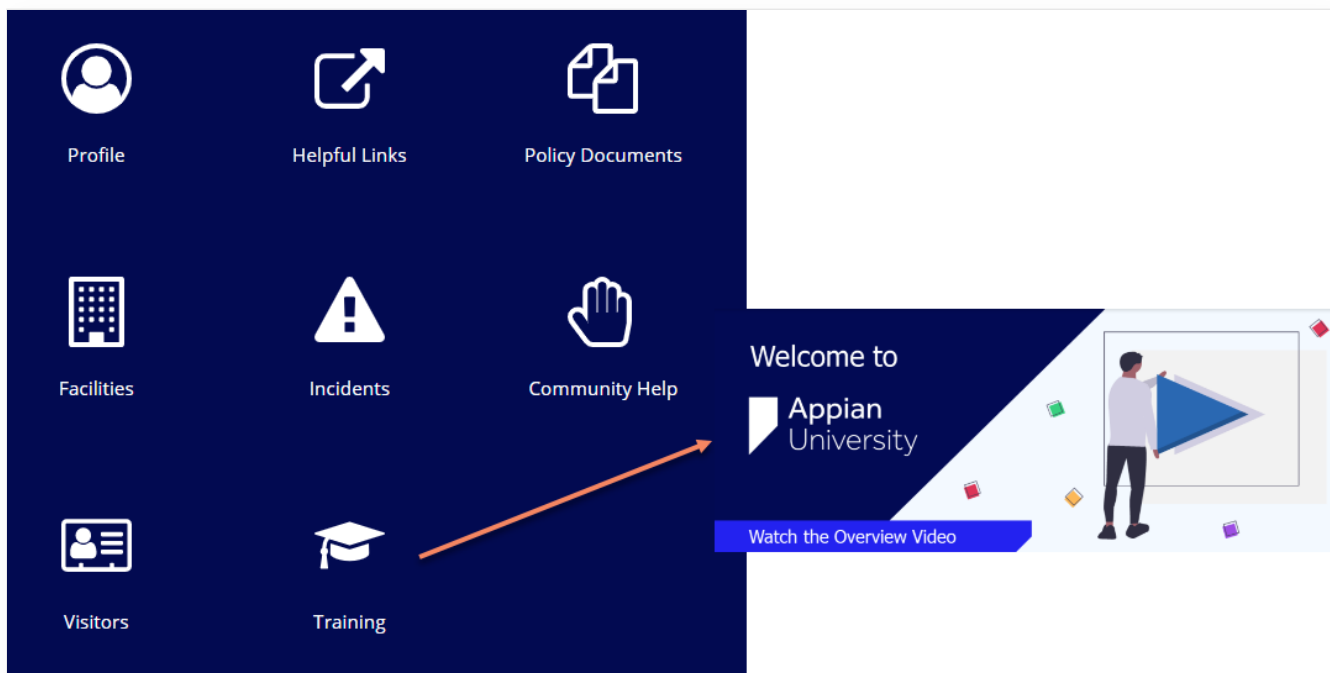 Profile
Helpful Links
Policy Documents
Facilities
Incidents
Community Help
Welcome to
Appian
University
Watch the Overview Video
Visitors
Training